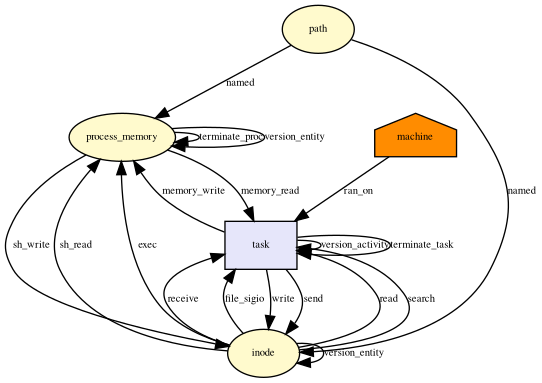 path
named
process_memory
terminate_proc
version_entity
machine
memory_write
memory_read
ran_on
named
sh_write
sh_read
exec
task
version_activity
terminate_task
receive
file_sigio
write
send
read
search
inode
version_entity